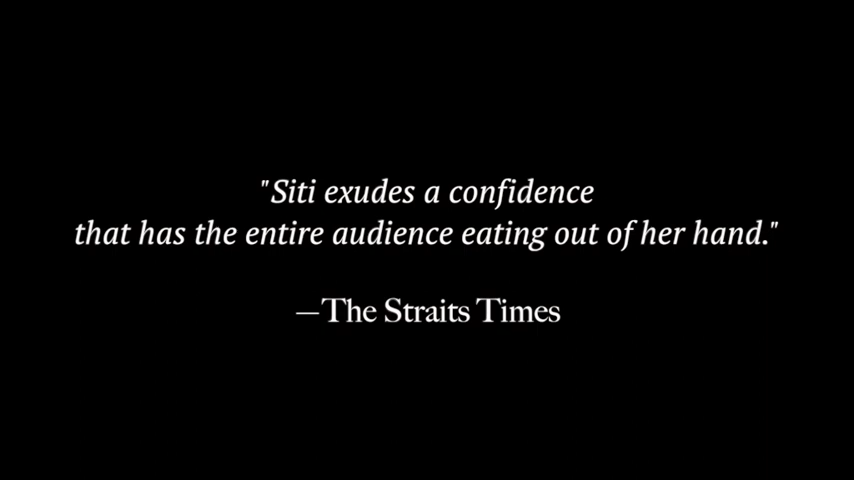 "Siti exudes a confidence
that has the entire audience eating out of her hand."
—The Straits Times